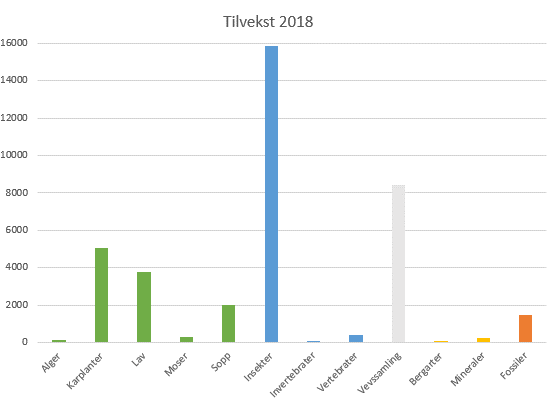 Tilvekst 2018
16000
14000
12000
10000
8000
6000
4000
2000
0
Alger
Karplanter
Lav
Moser
Sopp
Insekter
Invertebrater
Vertebrater
Vevssamling
Bergarter
Mineraler
Fossiler